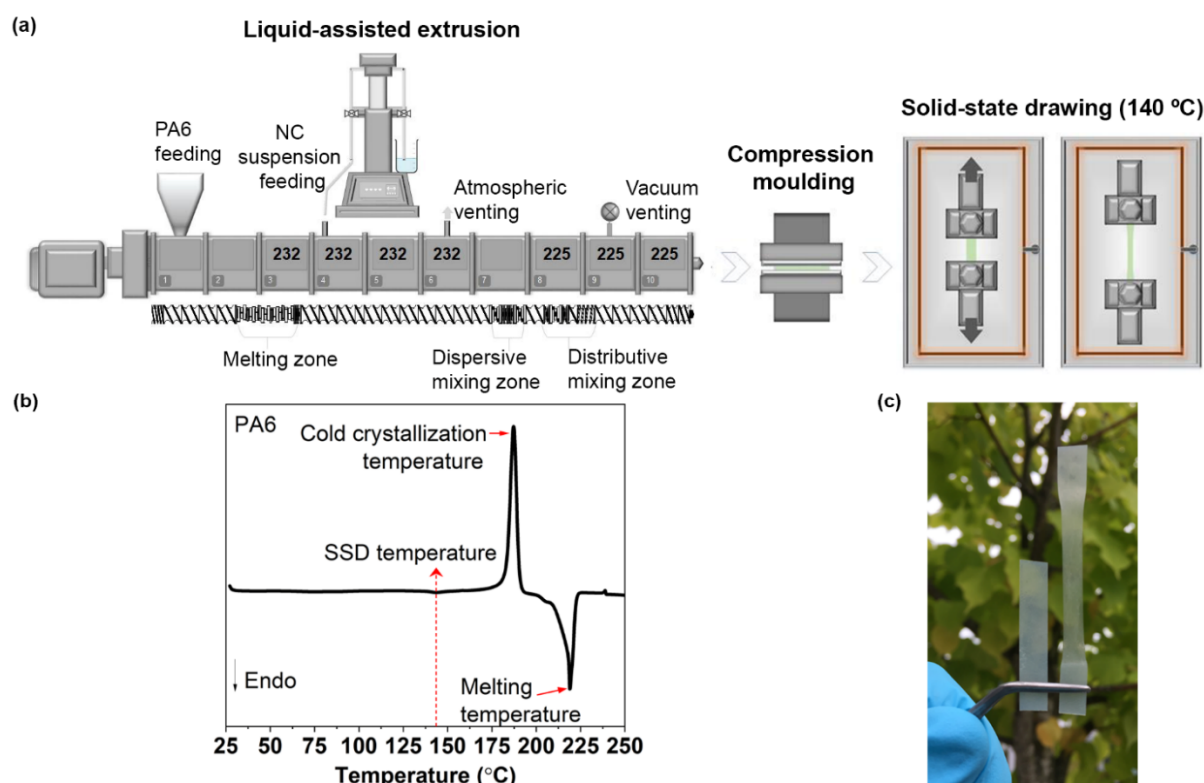 (a)
Liquid-assisted extrusion
PA6
feeding
NC
suspension
feeding
Atmospheric
venting
Vacuum
venting
232 232 232 232 225 225 225
1 2 3 4 5 6 7 8 9 10
Melting zone
Dispersive
mixing zone
Distributive
mixing zone
Compression
moulding
Solid-state drawing (140 ºC)
(b)
PA6
Cold crystallization
temperature
SSD temperature
Endo
Melting
temperature
25 50 75 100 125 150 175 200 225 250
Temperature (°C)
(c)